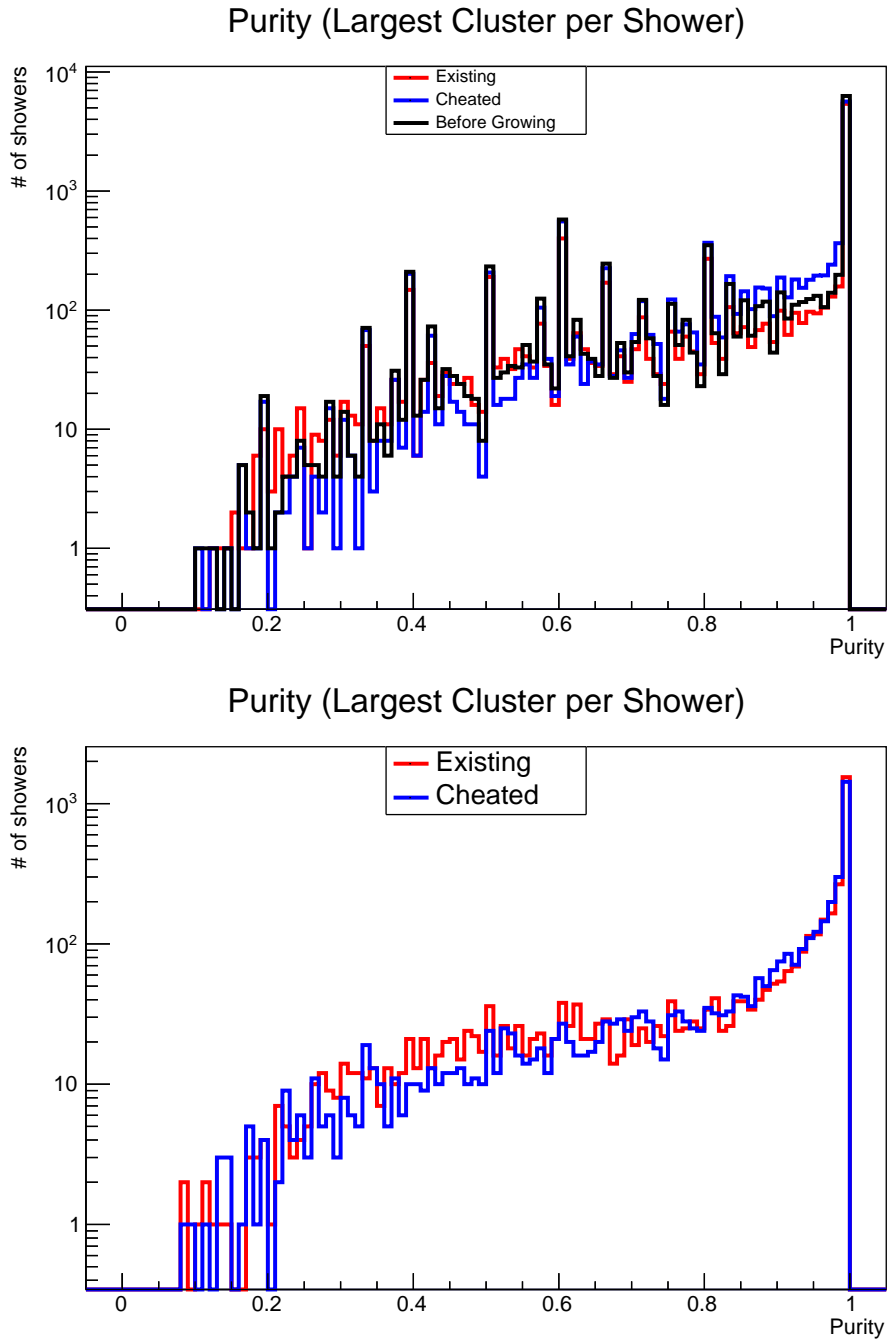 Purity (Largest Cluster per Shower)
# of showers
Existing
Cheated
Before Growing
10^4
10^3
10^2
10
1
0 0.2 0.4 0.6 0.8 1
Purity
Purity (Largest Cluster per Shower)
# of showers
Existing
Cheated
10^3
10^2
10
1
0 0.2 0.4 0.6 0.8 1
Purity